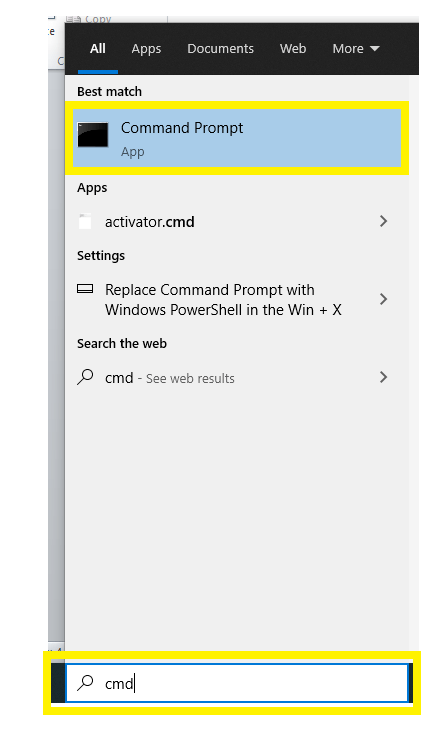 Copy
All Apps Documents Web More
Best match
Command Prompt
App
Apps
activator.cmd
Settings
Replace Command Prompt with
Windows PowerShell in the Win + X
Search the web
cmd - See web results
cmd